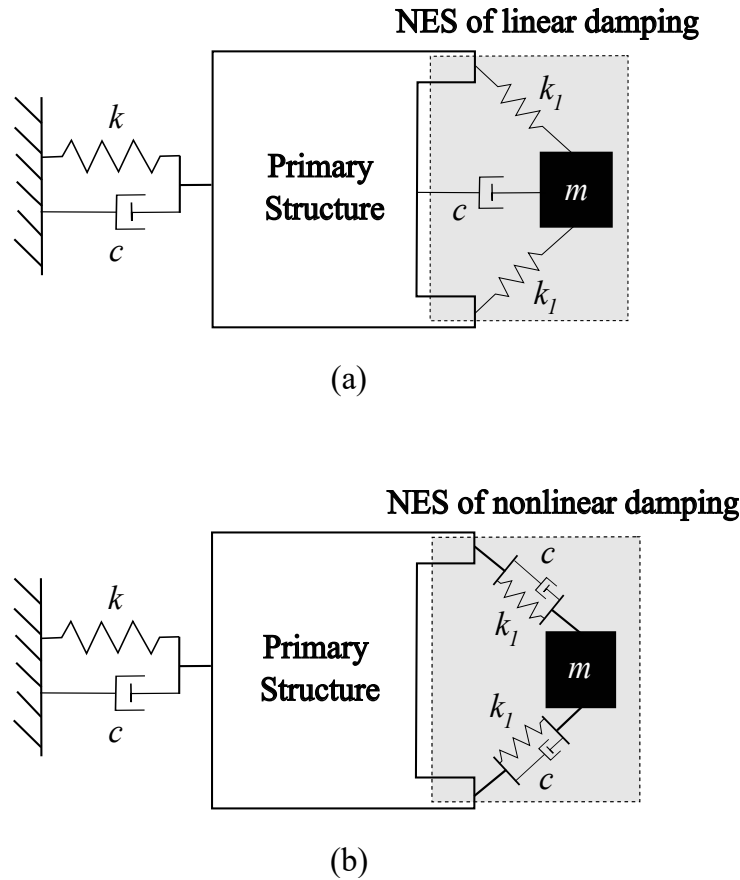 NES of linear damping
k
k1
Primary
Structure
c
m
c
k1
(a)
NES of nonlinear damping
c
k
k1
Primary
Structure
m
k1
c
c
(b)